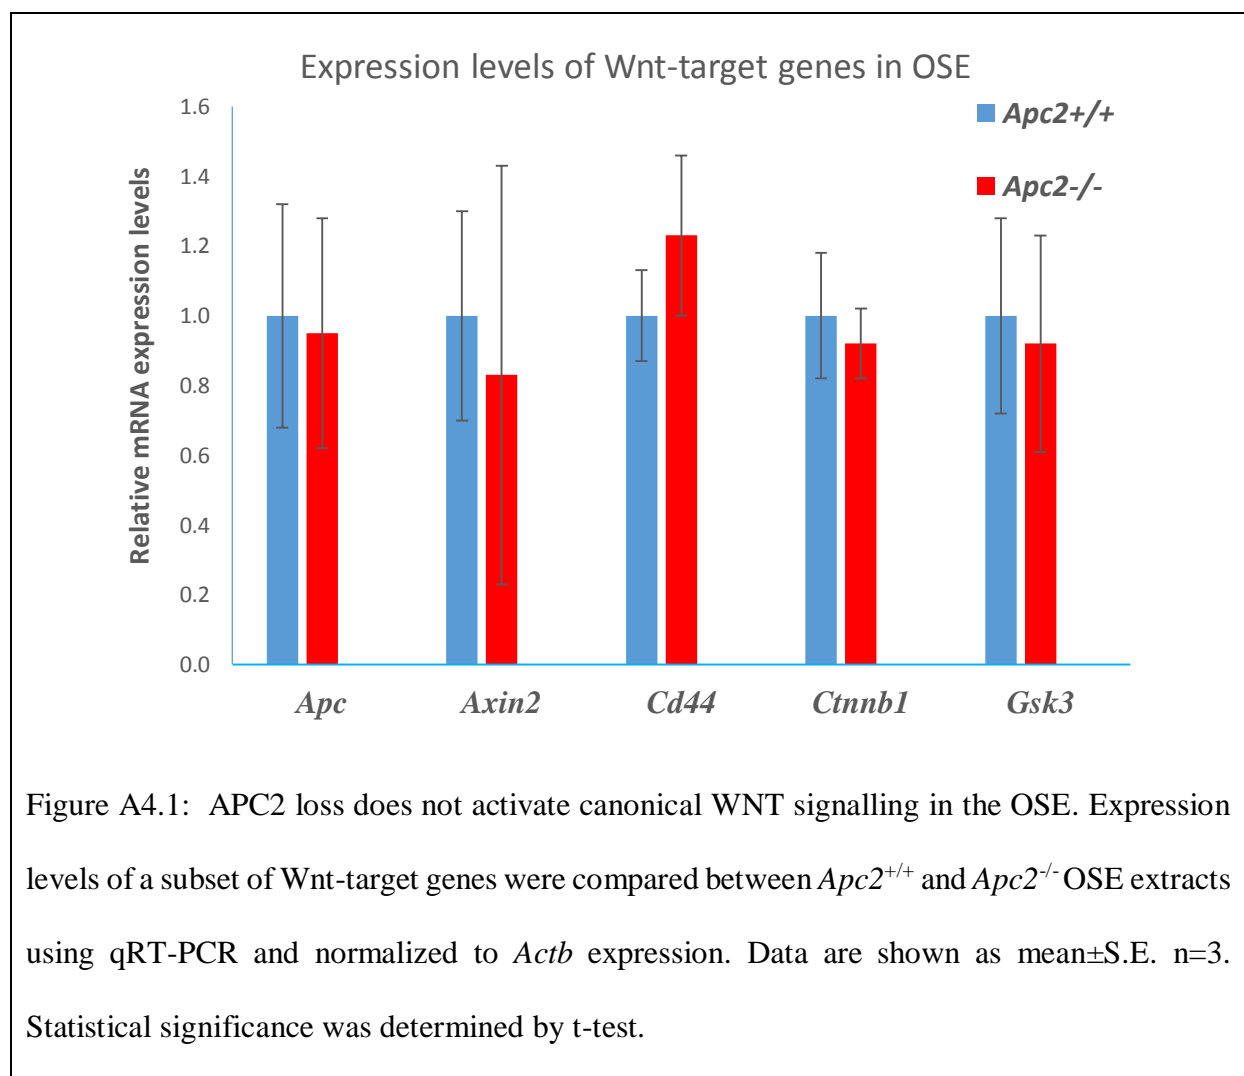 Expression levels of Wnt-target genes in OSE
Apc2+/+
Apc2-/-
Relative mRNA expression levels
1.6
1.4
1.2
1.0
0.8
0.6
0.4
0.2
0.0
Apc Axin2 Cd44 Ctnnb1 Gsk3
Figure A4.1: APC2 loss does not activate canonical WNT signalling in the OSE. Expression
levels of a subset of Wnt-target genes were compared between Apc2+/+ and Apc2-/- OSE extracts
using qRT-PCR and normalized to Actb expression. Data are shown as mean±S.E. n=3.
Statistical significance was determined by t-test.